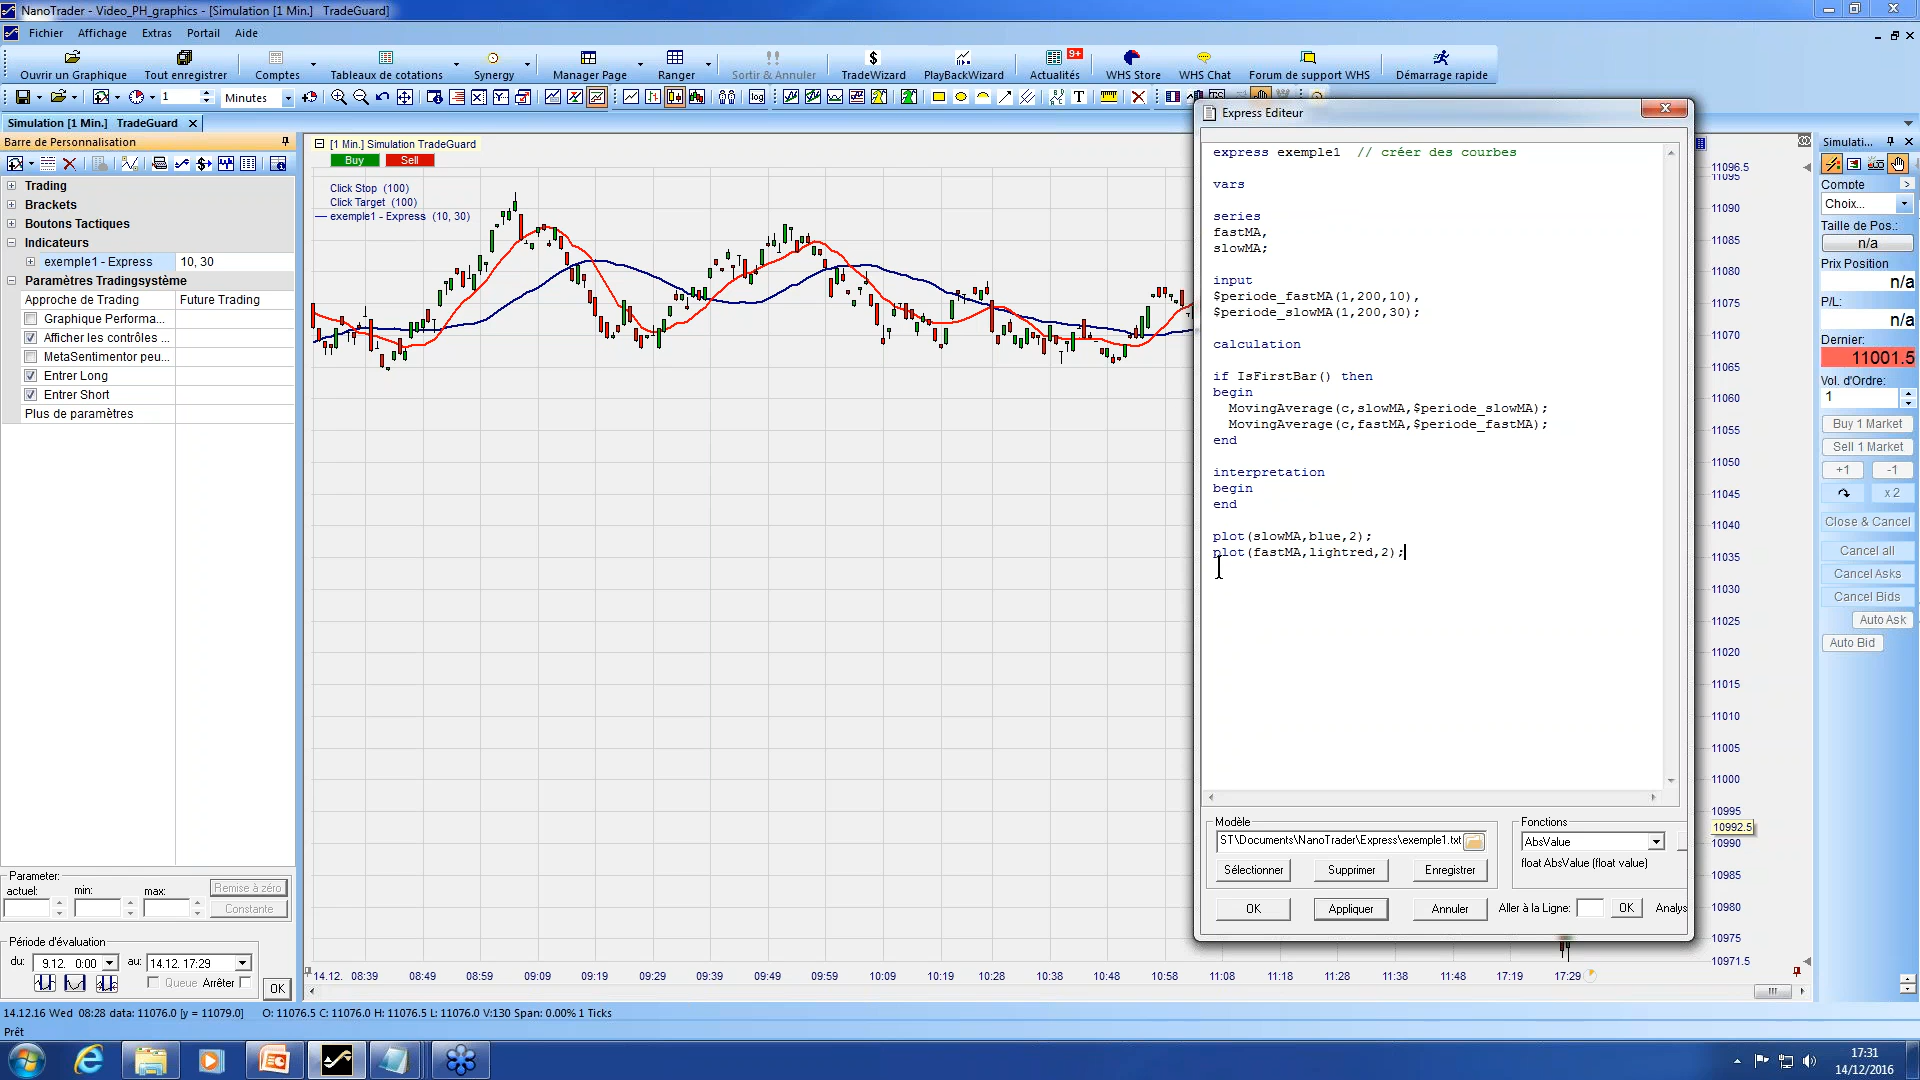 NanoTrader - Video_PH_graphics - [Simulation [1 Min.]   TradeGuard]
Fichier Affichage Extras Portail Aide
Ouvrir un Graphique Tout enregistrer Comptes Tableaux de cotations Synergy Manager Page Ranger Sortir & Annuler TradeWizard PlayBackWizard 9+ Actualités WHS Store WHS Chat Forum de support WHS Démarrage rapide
1 Minutes log T
Simulation [1 Min.]   TradeGuard
Barre de Personnalisation
Trading
Brackets
Boutons Tactiques
Indicateurs
exemple1 - Express 10, 30
Paramètres Tradingsystème
Approche de Trading Future Trading
Graphique Performa...
Afficher les contrôles ...
MetaSentimentor peu...
Entrer Long
Entrer Short
Plus de paramètres
Parameter:
actuel: min: max: Remise à zéro
Constante
Période d'évaluation
du: 9.12. 0:00 au: 14.12. 17:29
Queue Arrêter OK
[1 Min.] Simulation TradeGuard
Buy Sell
Click Stop (100)
Click Target (100)
exemple1 - Express (10, 30)
14.12. 08:39 08:49 08:59 09:09 09:19 09:29 09:39 09:49 09:59 10:09 10:19 10:28 10:38 10:48 10:58 11:08 11:18 11:28 11:38 11:48 17:19 17:29
Express Editeur
express exemple1  // créer des courbes
vars
series
fastMA,
slowMA;
input
$periode_fastMA(1,200,10),
$periode_slowMA(1,200,30);
calculation
if IsFirstBar() then
begin
MovingAverage(c,slowMA,$periode_slowMA);
MovingAverage(c,fastMA,$periode_fastMA);
end
interpretation
begin
end
plot(slowMA,blue,2);
plot(fastMA,lightred,2);
Modèle
ST\Documents\NanoTrader\Express\exemple1.txt
Sélectionner Supprimer Enregistrer
Fonctions
AbsValue
float AbsValue (float value)
OK Appliquer Annuler Aller à la Ligne: OK Analys
11096.5
11095
11090
11085
11080
11075
11070
11065
11060
11055
11050
11045
11040
11035
11030
11025
11020
11015
11010
11005
11000
10995
10992.5
10990
10985
10980
10975
10971.5
Simulati...
Compte
Choix...
Taille de Pos.:
n/a
Prix Position
n/a
P/L:
n/a
Dernier:
11001.5
Vol. d'Ordre:
1
Buy 1 Market
Sell 1 Market
+1 -1
x 2
Close & Cancel
Cancel all
Cancel Asks
Cancel Bids
Auto Ask
Auto Bid
14.12.16 Wed 08:28 data: 11076.0 [y = 11079.0] O: 11076.5 C: 11076.0 H: 11076.5 L: 11076.0 V:130 Span: 0.00% 1 Ticks
Prêt
17:31
14/12/2016